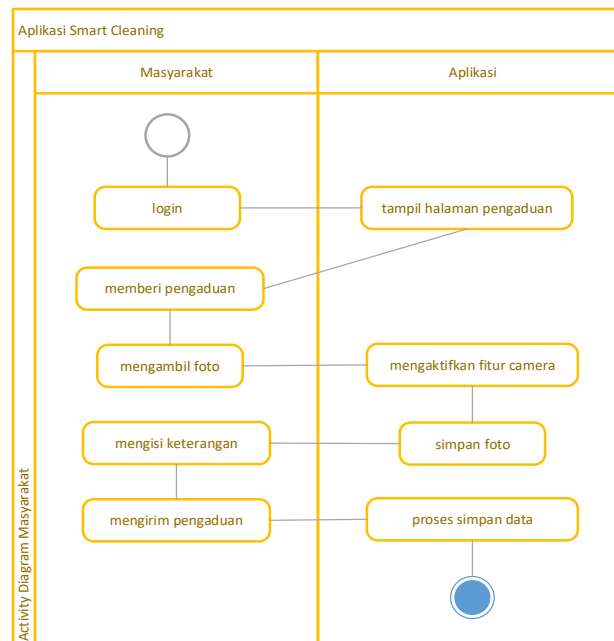 Aplikasi Smart Cleaning
Activity Diagram Masyarakat
Masyarakat
Aplikasi
login
tampil halaman pengaduan
memberi pengaduan
mengambil foto
mengaktifkan fitur camera
mengisi keterangan
simpan foto
mengirim pengaduan
proses simpan data